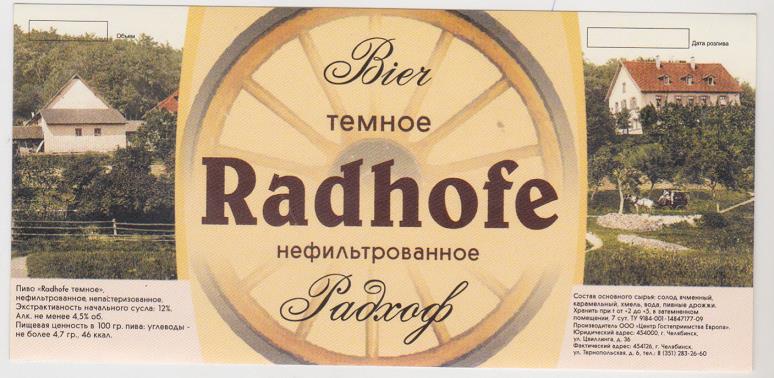 Объем
Дата розлива
Bier
темное
Radhofe
нефильтрованное
Радхоф
Пиво «Radhofe темное»,
нефильтрованное, непастеризованное.
Экстрактивность начального сусла: 12%.
Алк. не менее 4,5% об.
Пищевая ценность в 100 гр. пива: углеводы -
не более 4,7 гр., 46 ккал.
Состав основного сырья: солод ячменный,
карамельный, хмель, вода, пивные дрожжи.
Хранить при t от +2 до +5, в затемненном
помещении, 7 сут. ТУ 9184-001-14847177-09
Производитель ООО «Центр Гостеприимства Европа».
Юридический адрес: 454000, г. Челябинск,
ул. Цвиллинга, д. 36
Фактический адрес: 454126, г. Челябинск,
ул. Тернопольская, д. 6, тел.: 8 (351) 283-26-60